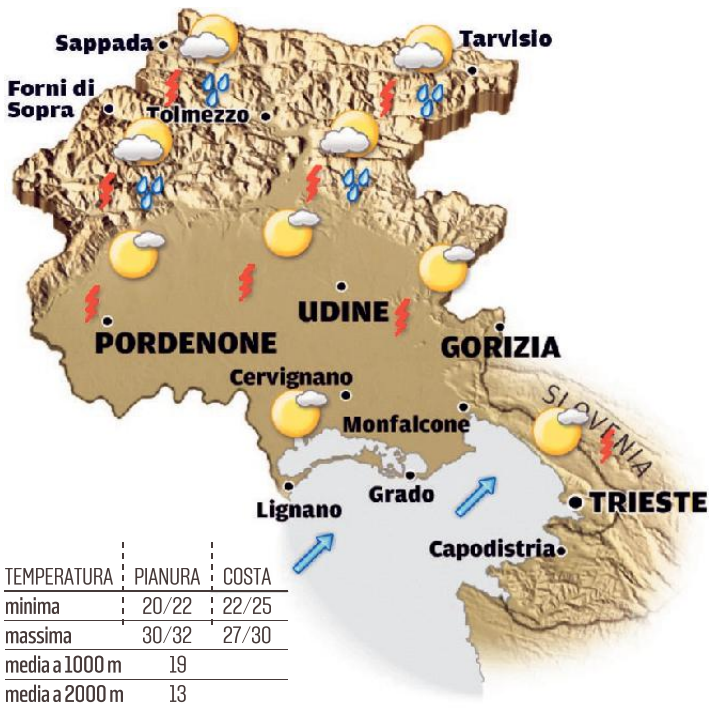 Sappada
Tarvisio
Forni di
Sopra
Tolmezzo
UDINE
PORDENONE
GORIZIA
Cervignano
SLOVENIA
Monfalcone
Lignano
Grado
TRIESTE
Capodistria
TEMPERATURA PIANURA COSTA
minima 20/22 22/25
massima 30/32 27/30
media a 1000 m 19
media a 2000 m 13